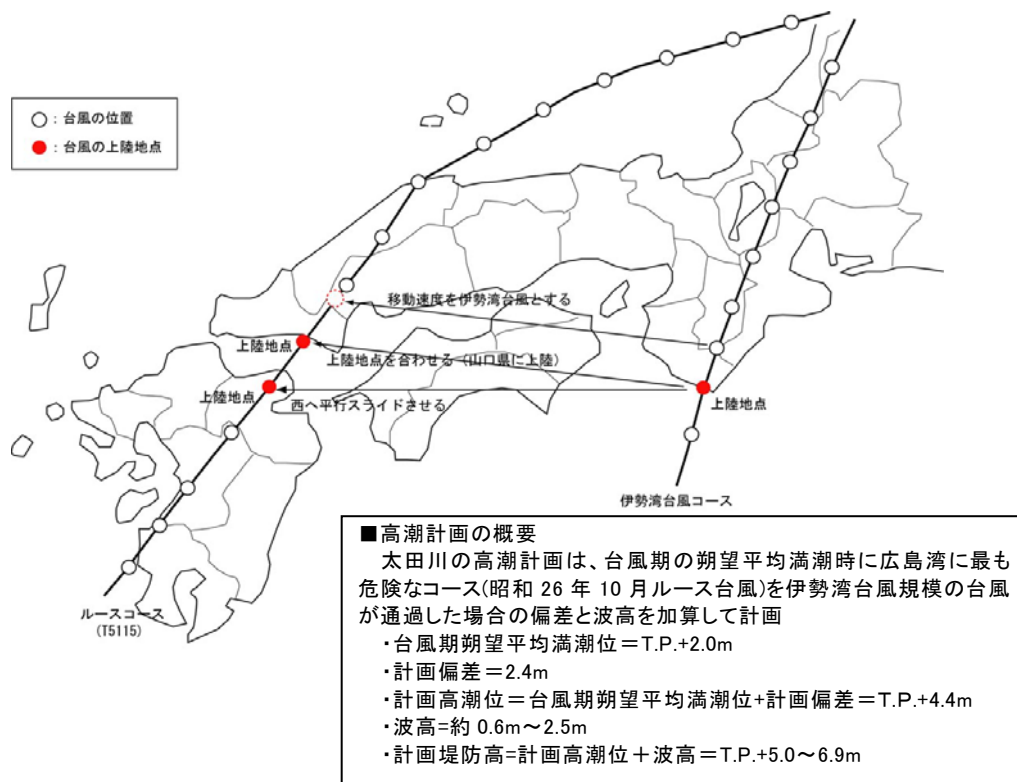 ○：台風の位置
●：台風の上陸地点
移動速度を伊勢湾台風とする
上陸地点
上陸地点を合わせる（山口県に上陸）
上陸地点
西へ平行スライドさせる
上陸地点
伊勢湾台風コース
ルースコース
(T5115)
■高潮計画の概要
太田川の高潮計画は、台風期の朔望平均満潮時に広島湾に最も
危険なコース(昭和 26 年 10 月ルース台風)を伊勢湾台風規模の台風
が通過した場合の偏差と波高を加算して計画
・台風期朔望平均満潮位＝T.P.+2.0m
・計画偏差＝2.4m
・計画高潮位＝台風期朔望平均満潮位+計画偏差＝T.P.+4.4m
・波高=約 0.6m～2.5m
・計画堤防高=計画高潮位＋波高＝T.P.+5.0～6.9m